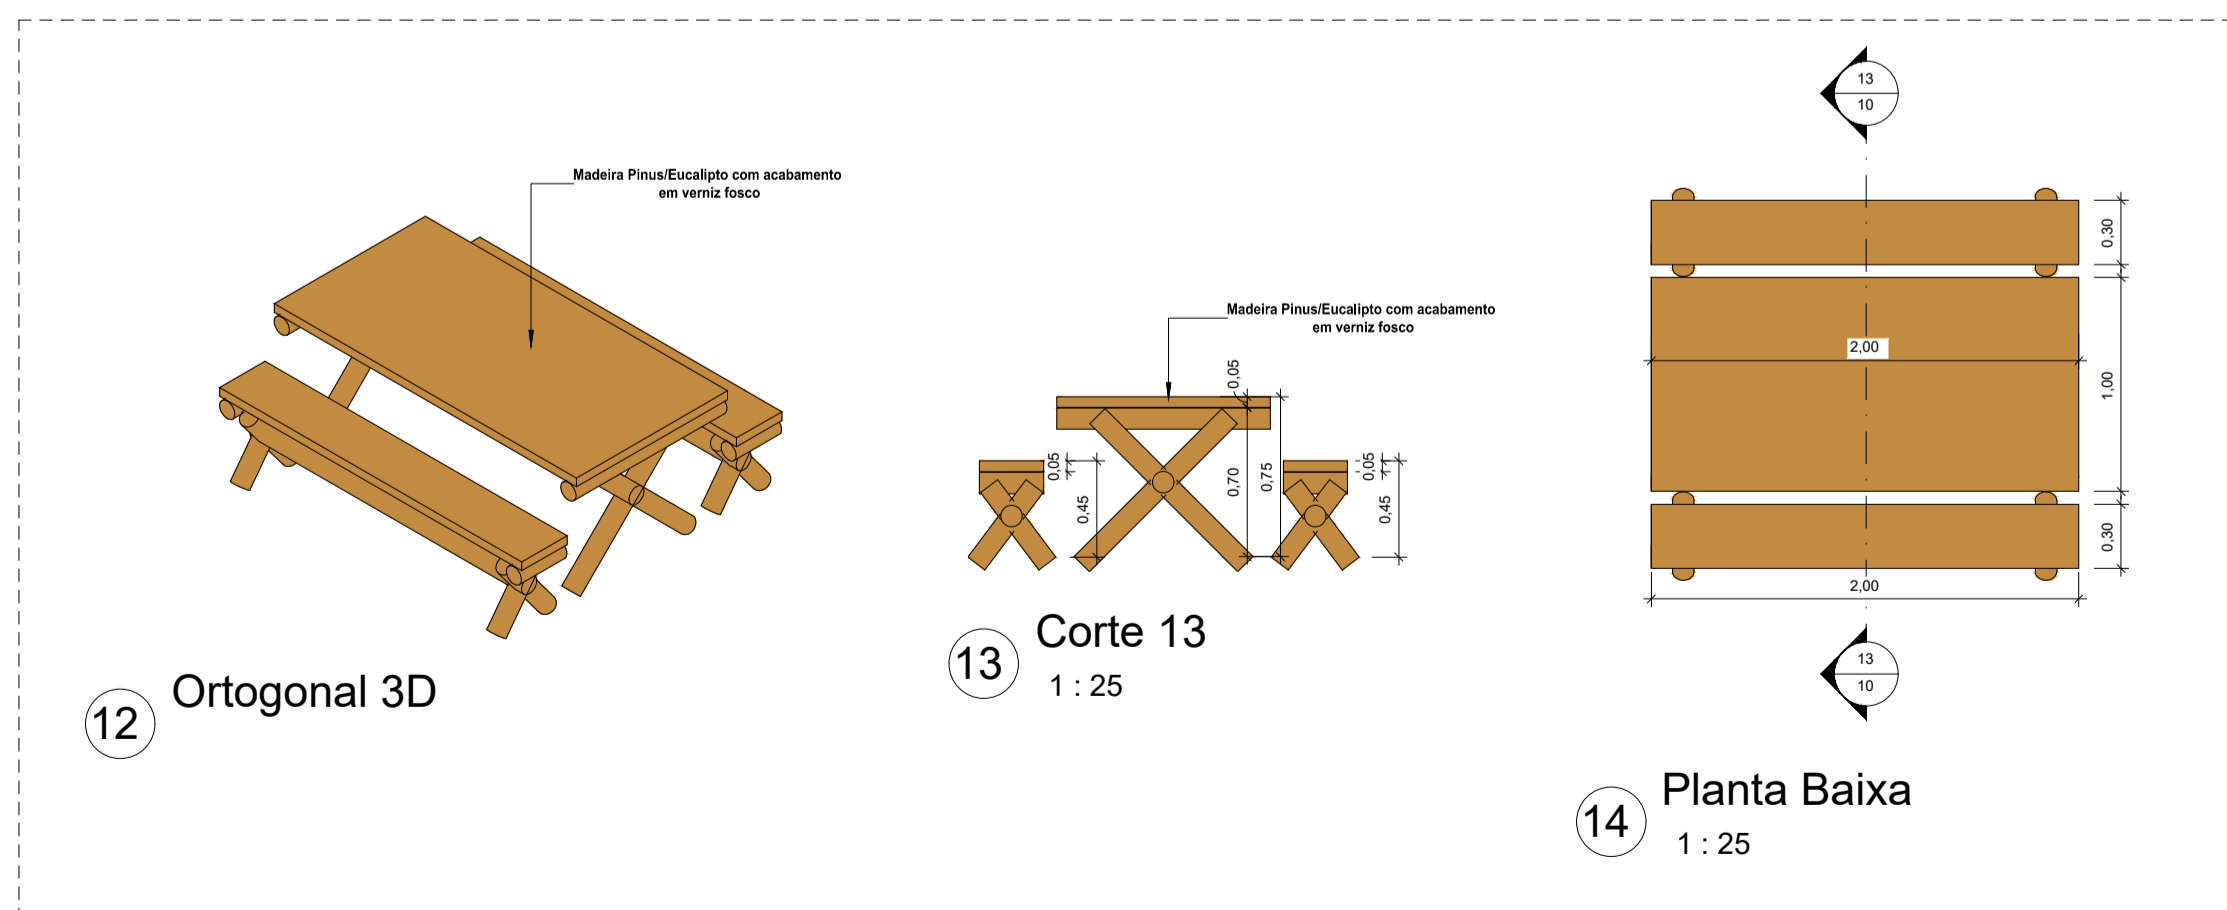 Madeira Pinus/Eucalipto com acabamento
em verniz fosco
12
Ortogonal 3D
Madeira Pinus/Eucalipto com acabamento
em verniz fosco
0,05
0,05
0,45
0,70
0,75
0,05
0,45
13
Corte 13
1 : 25
13
10
0,30
2,00
1,00
0,30
2,00
13
10
14
Planta Baixa
1 : 25